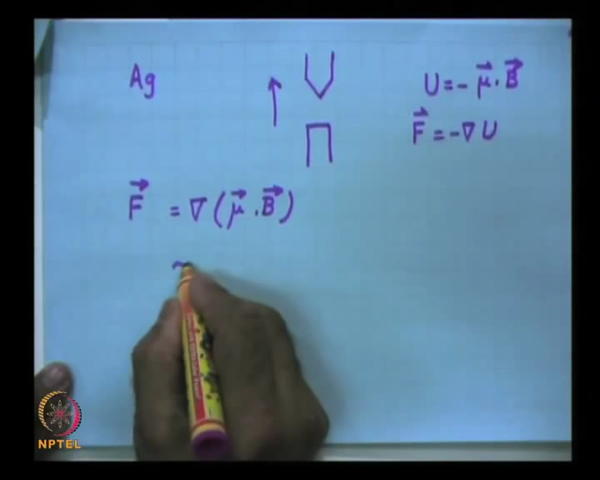 Ag
U = - μ⃗ . B⃗
F⃗ = -∇U
F⃗ = ∇(μ⃗ . B⃗)
NPTEL